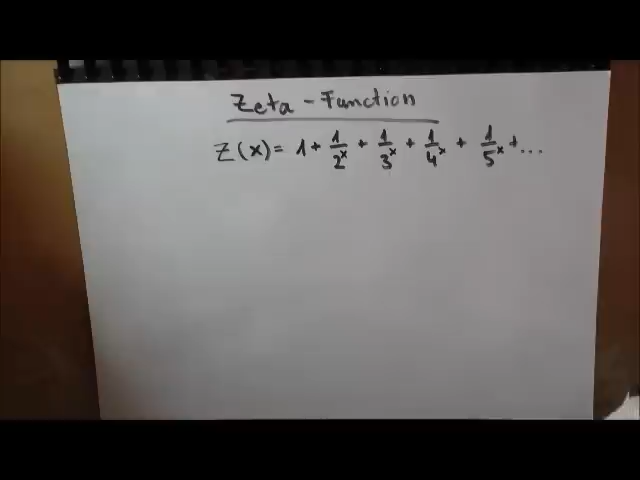 Zeta-Function
Z(x) = 1 + 1/2^x + 1/3^x + 1/4^x + 1/5^x + ...